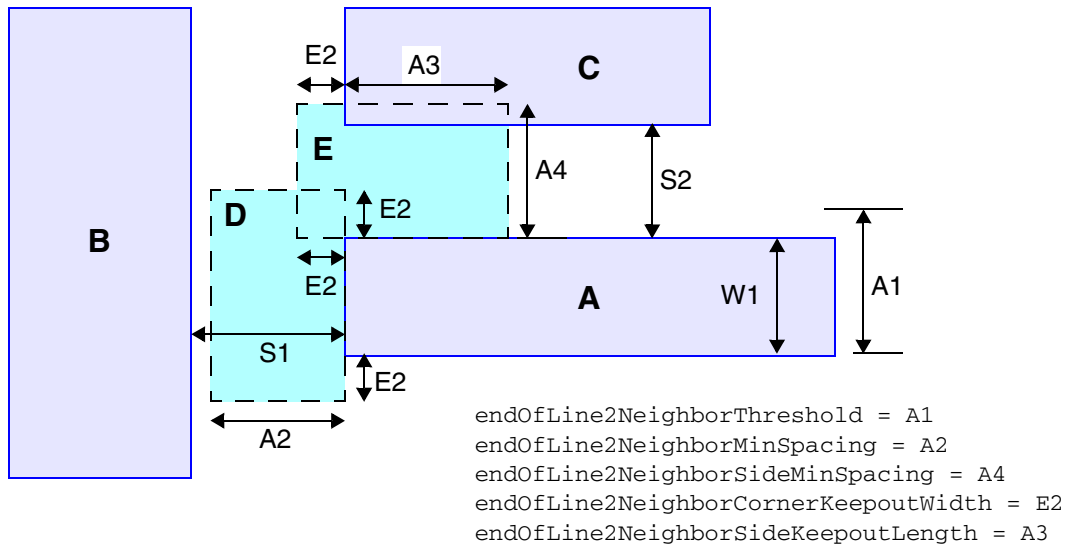 E2
A3
C
E
A4
S2
D
E2
B
E2
A
W1
A1
S1
E2
A2
endOfLine2NeighborThreshold = A1
endOfLine2NeighborMinSpacing = A2
endOfLine2NeighborSideMinSpacing = A4
endOfLine2NeighborCornerKeepoutWidth = E2
endOfLine2NeighborSideKeepoutLength = A3